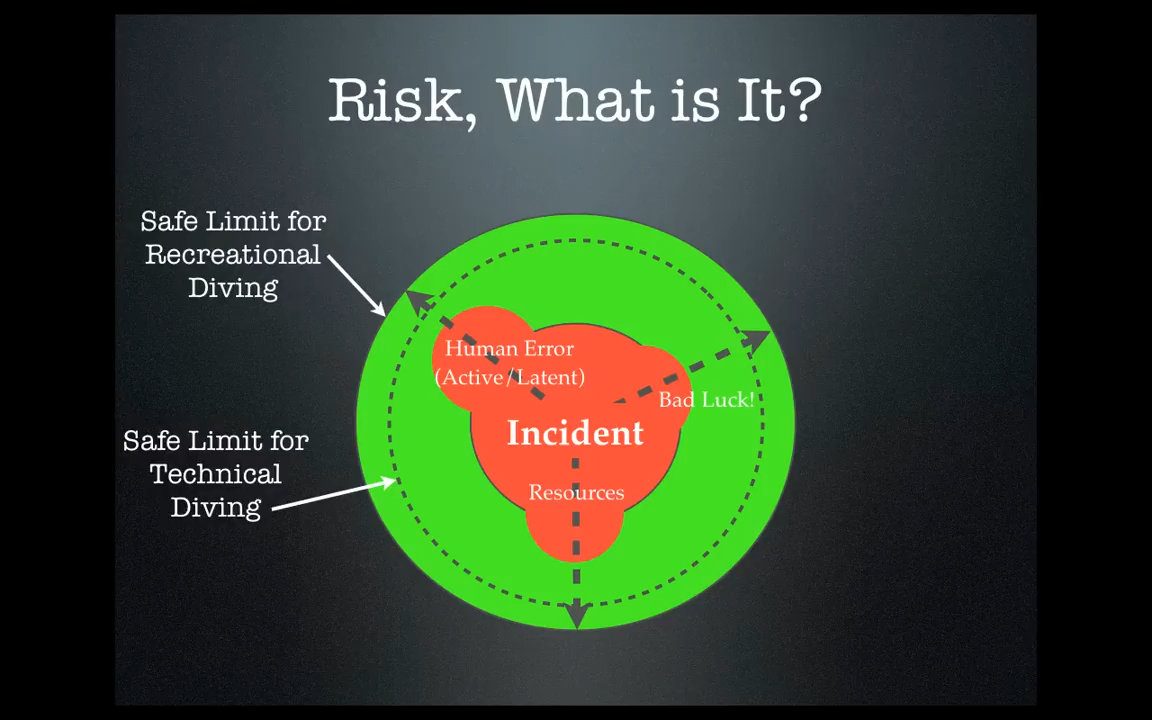 Risk, What is It?
Safe Limit for
Recreational
Diving
Human Error
(Active/Latent)
Bad Luck!
Incident
Safe Limit for
Technical
Diving
Resources